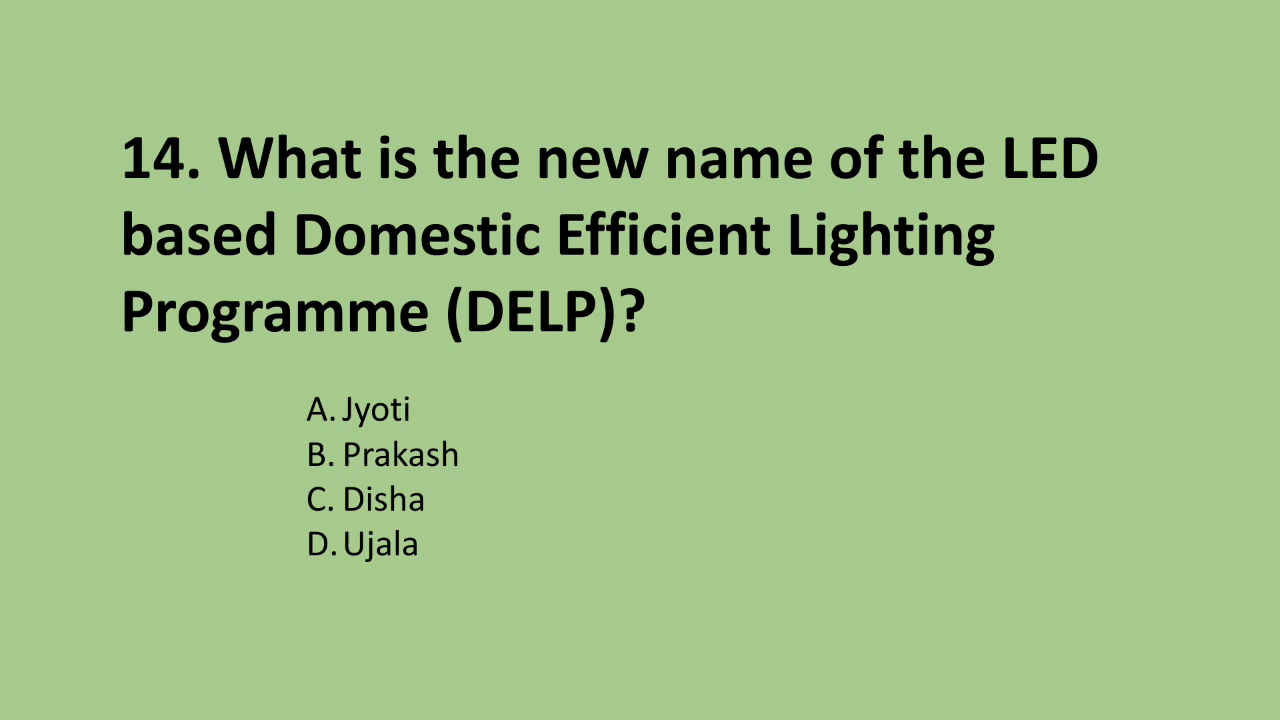 14. What is the new name of the LED
based Domestic Efficient Lighting
Programme (DELP)?
A. Jyoti
B. Prakash
C. Disha
D. Ujala